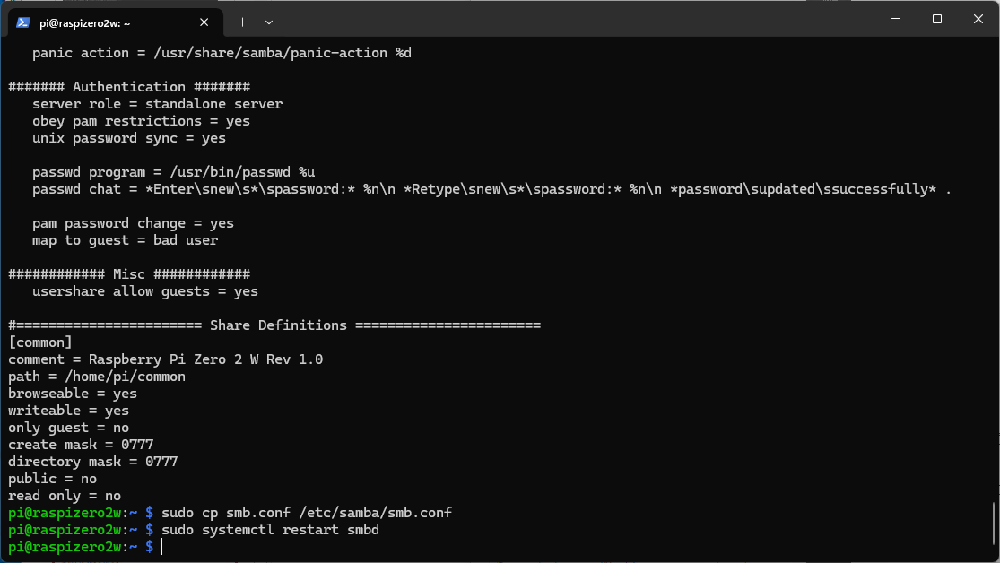 pi@raspizero2w: ~
panic action = /usr/share/samba/panic-action %d
####### Authentication #######
server role = standalone server
obey pam restrictions = yes
unix password sync = yes
passwd program = /usr/bin/passwd %u
passwd chat = *Enter\snew\s*\spassword:* %n\n *Retype\snew\s*\spassword:* %n\n *password\supdated\ssuccessfully* .
pam password change = yes
map to guest = bad user
############ Misc ############
usershare allow guests = yes
#======================= Share Definitions =======================
[common]
comment = Raspberry Pi Zero 2 W Rev 1.0
path = /home/pi/common
browseable = yes
writeable = yes
only guest = no
create mask = 0777
directory mask = 0777
public = no
read only = no
pi@raspizero2w:~ $ sudo cp smb.conf /etc/samba/smb.conf
pi@raspizero2w:~ $ sudo systemctl restart smbd
pi@raspizero2w:~ $